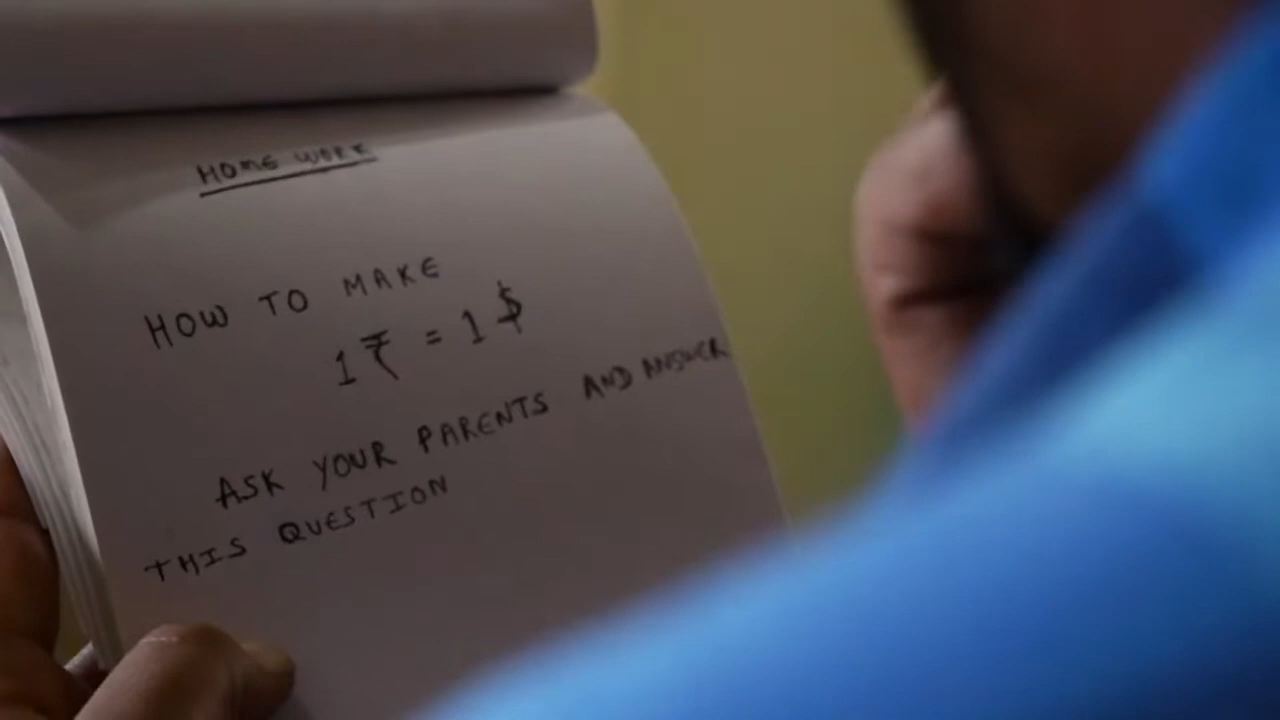 HOME WORK
HOW TO MAKE
1₹ = 1$
ASK YOUR PARENTS AND ANSWER
THIS QUESTION